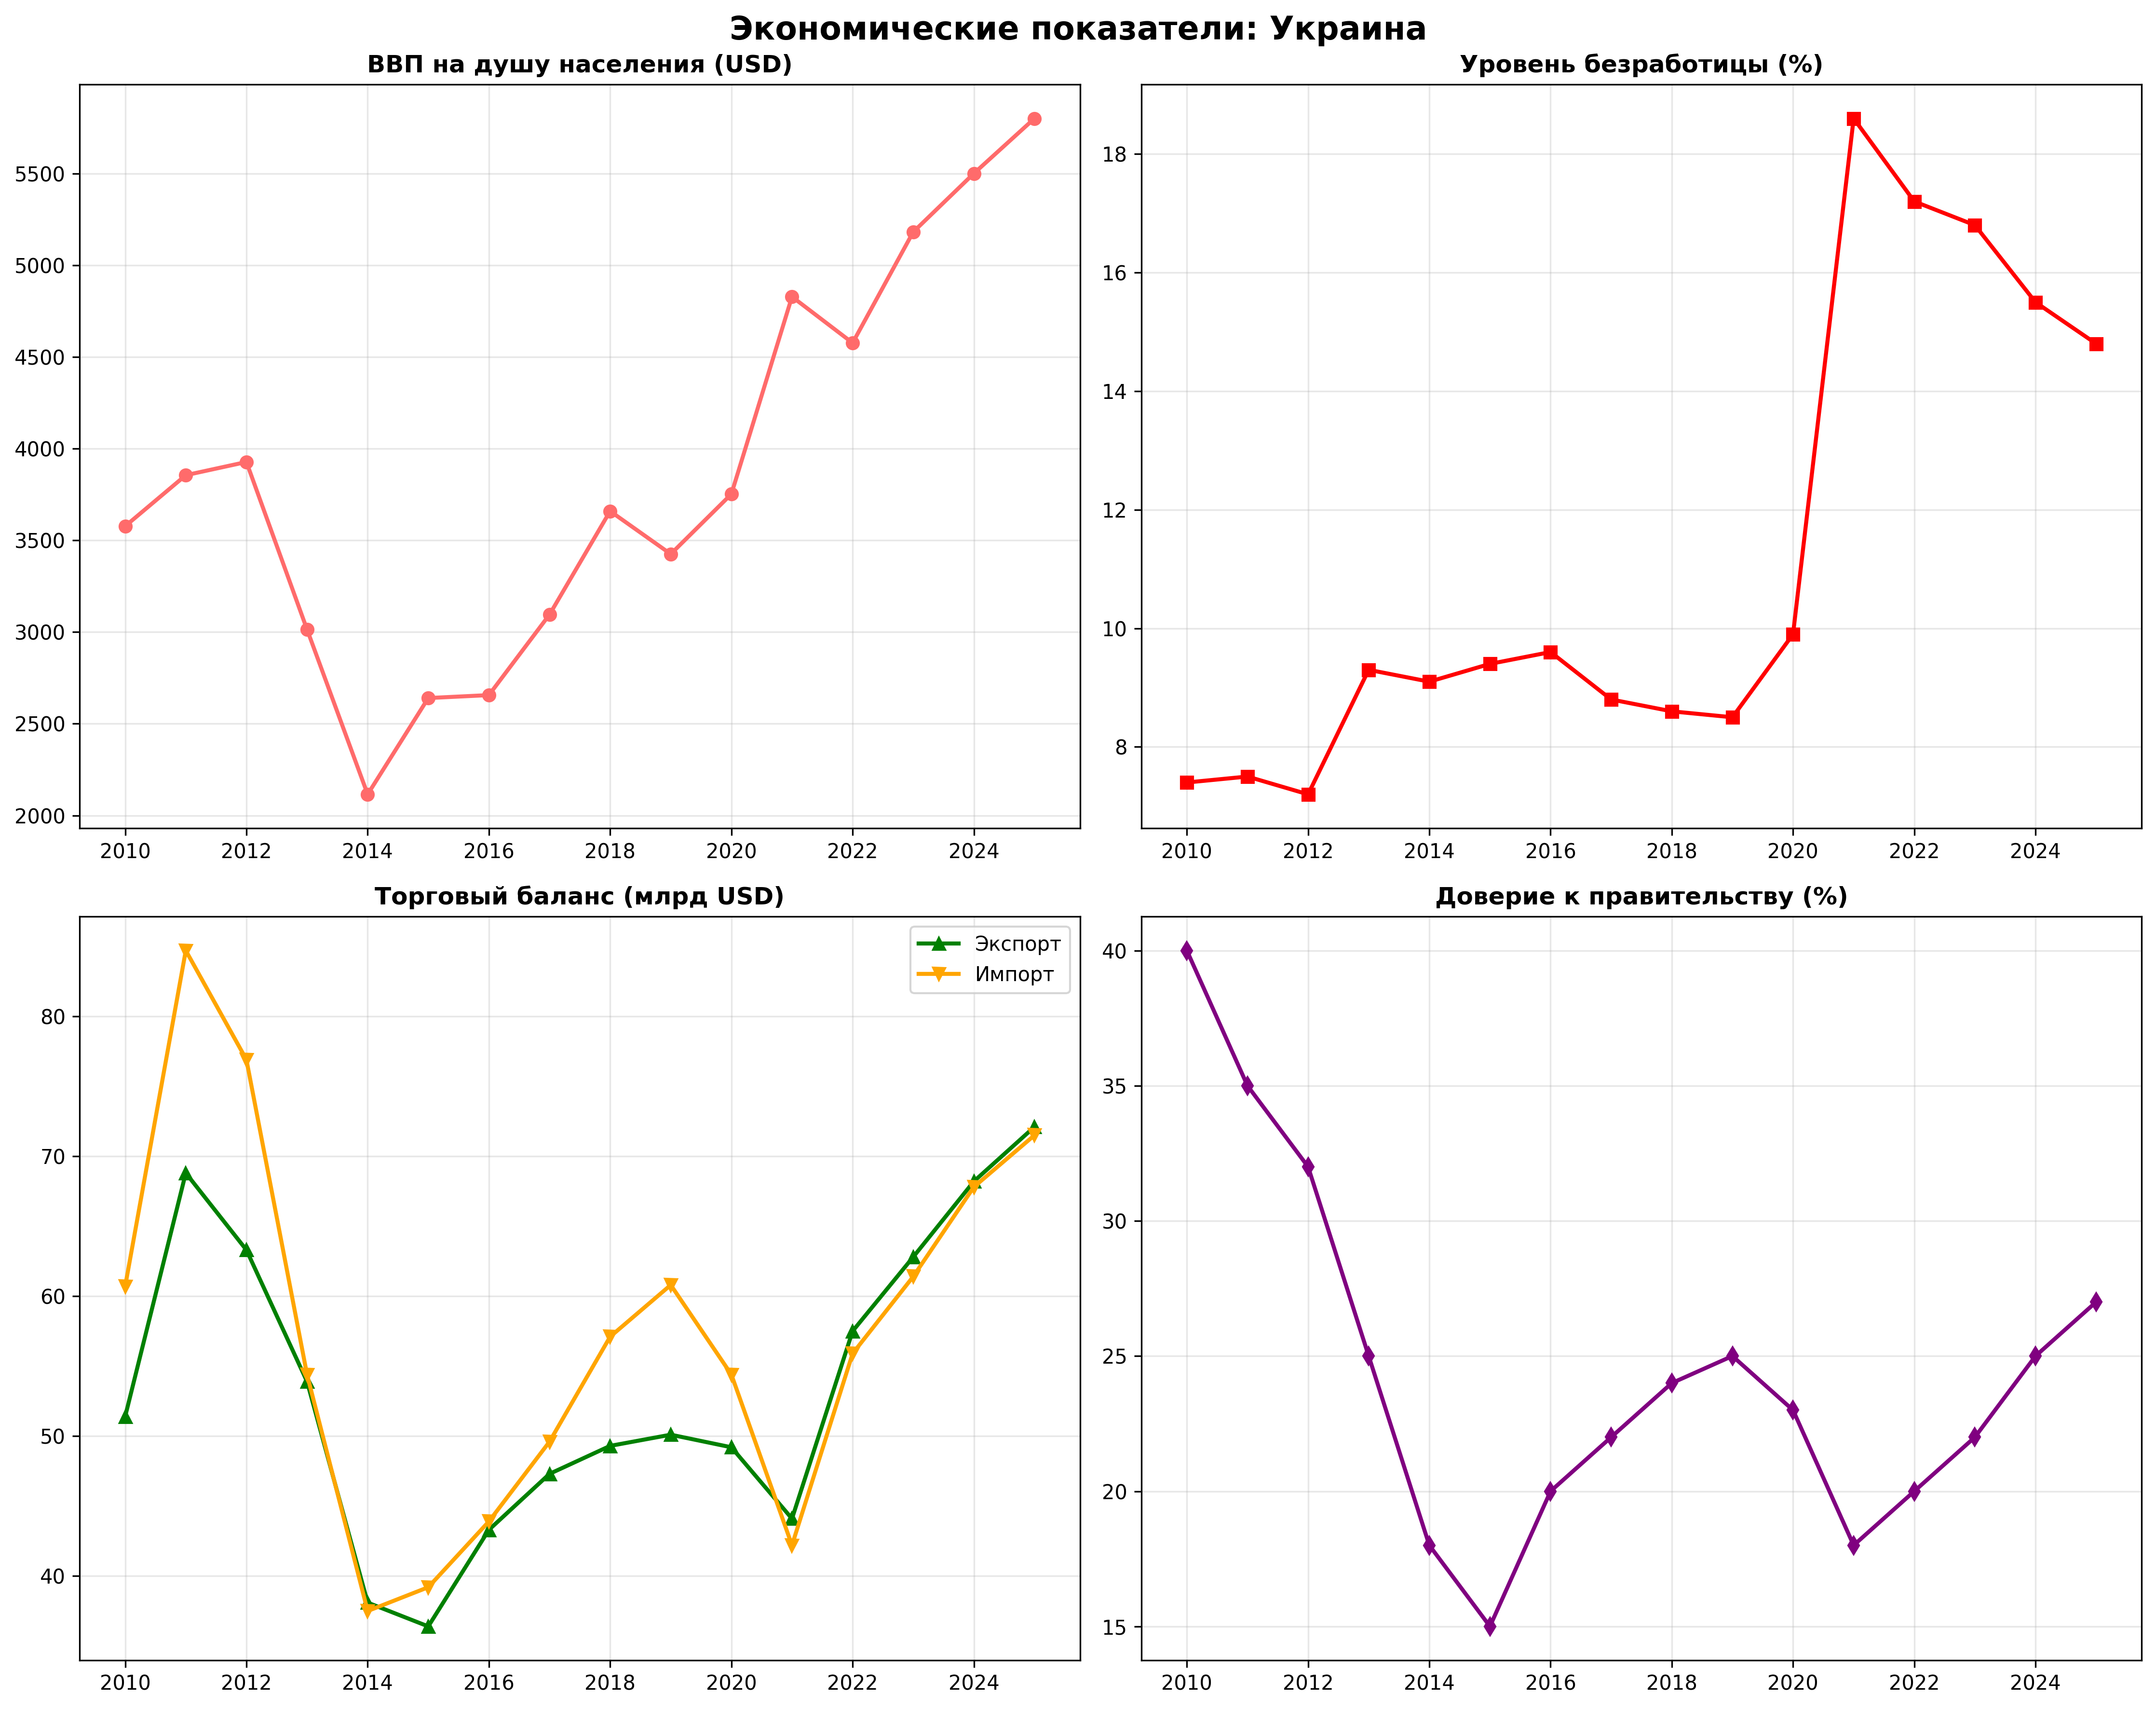 Экономические показатели: Украина
ВВП на душу населения (USD)
5500
5000
4500
4000
3500
3000
2500
2000
2010 2012 2014 2016 2018 2020 2022 2024
Уровень безработицы (%)
18
16
14
12
10
8
2010 2012 2014 2016 2018 2020 2022 2024
Торговый баланс (млрд USD)
Экспорт
Импорт
80
70
60
50
40
2010 2012 2014 2016 2018 2020 2022 2024
Доверие к правительству (%)
40
35
30
25
20
15
2010 2012 2014 2016 2018 2020 2022 2024